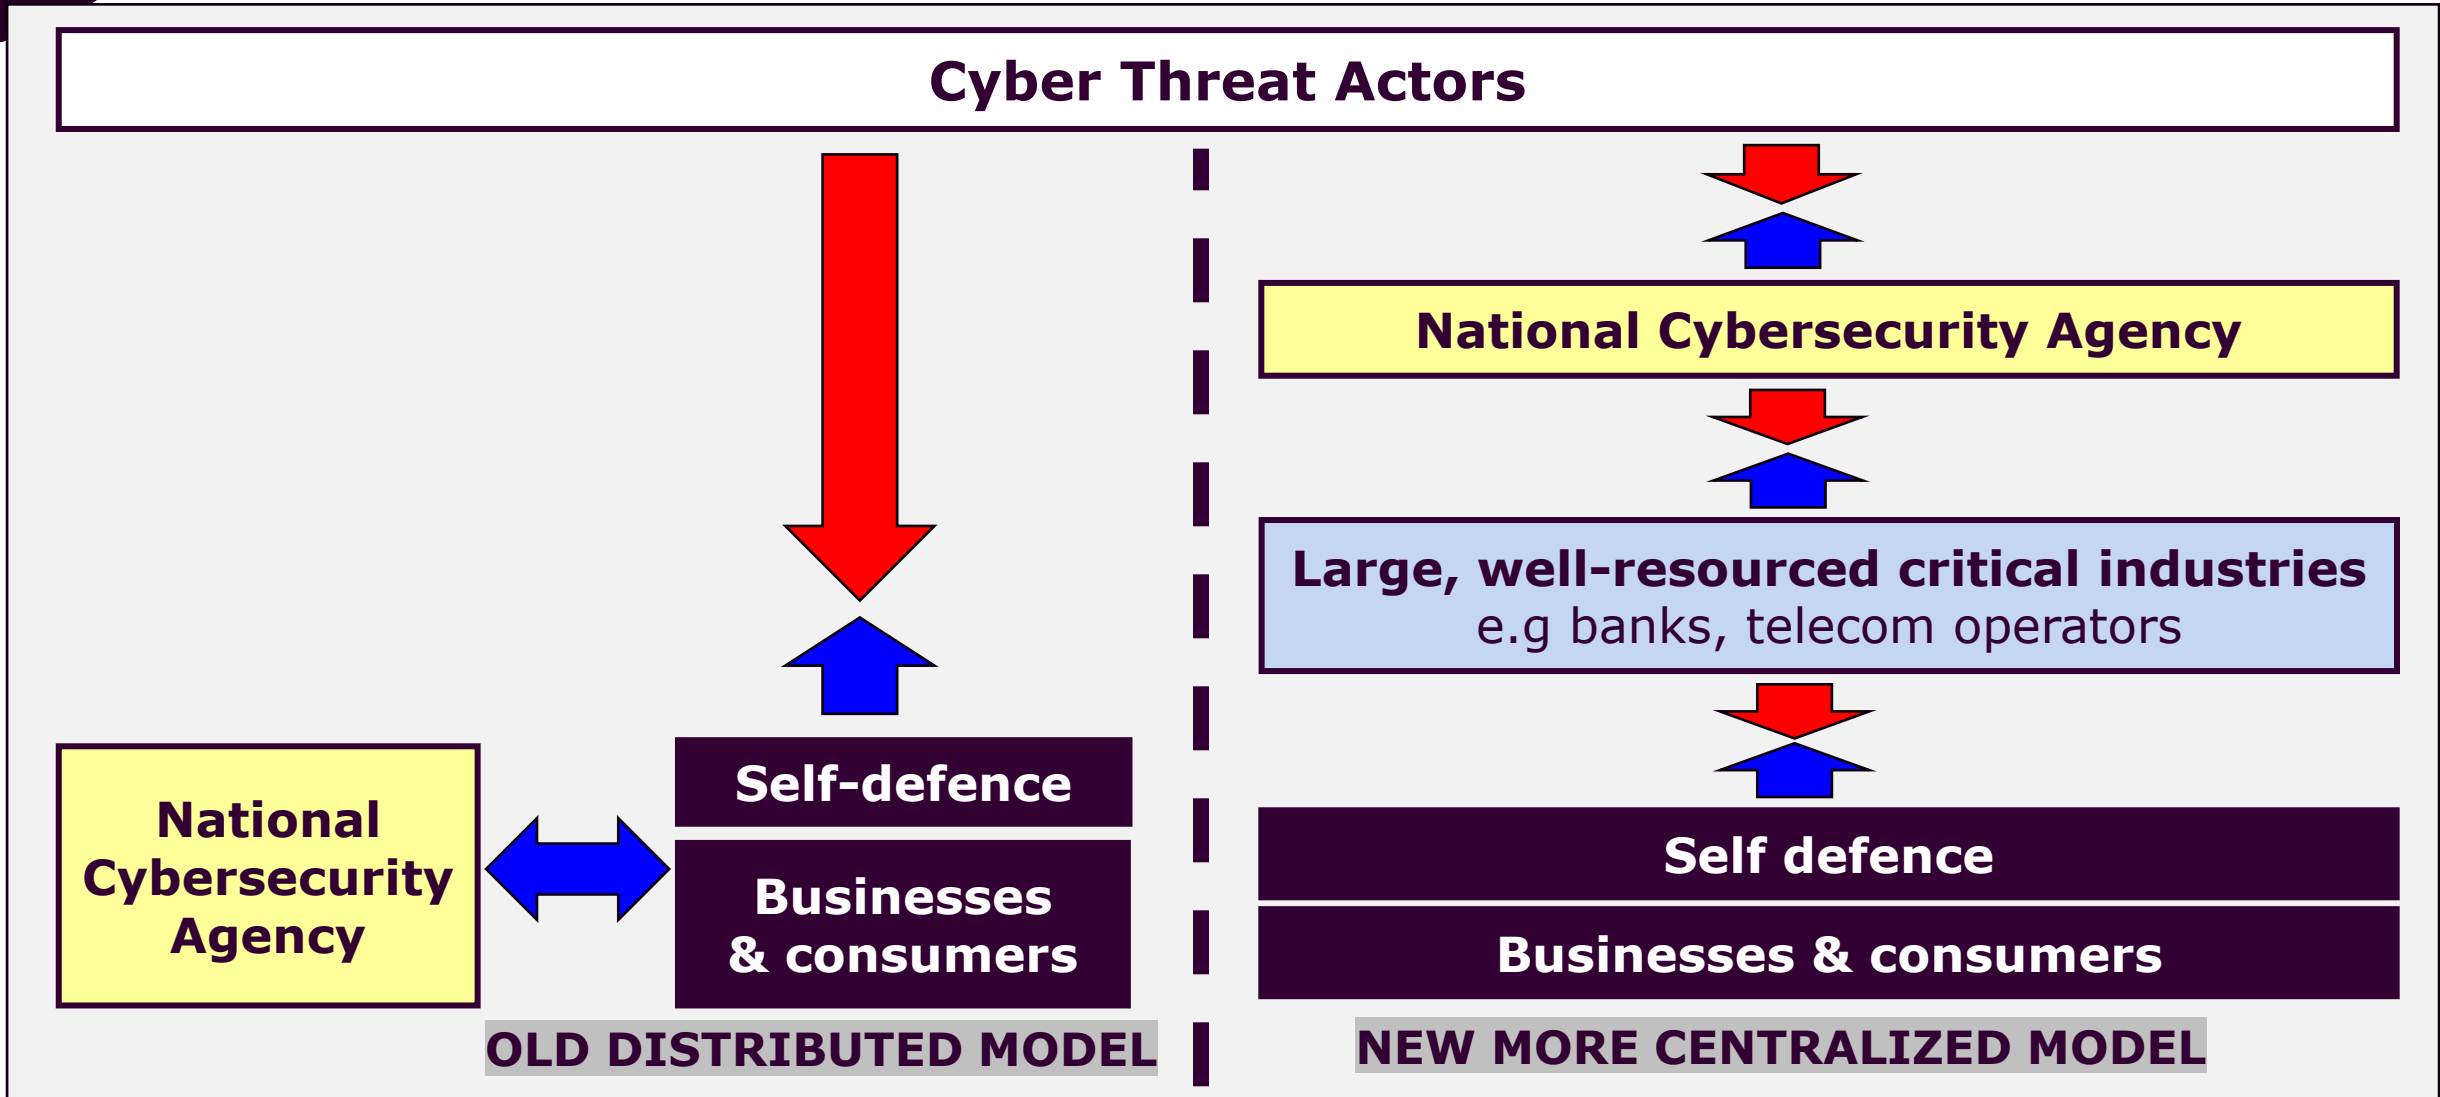 Cyber Threat Actors
National
Cybersecurity
Agency
Self-defence
Businesses
& consumers
OLD DISTRIBUTED MODEL
National Cybersecurity Agency
Large, well-resourced critical industries
e.g banks, telecom operators
Self defence
Businesses & consumers
NEW MORE CENTRALIZED MODEL